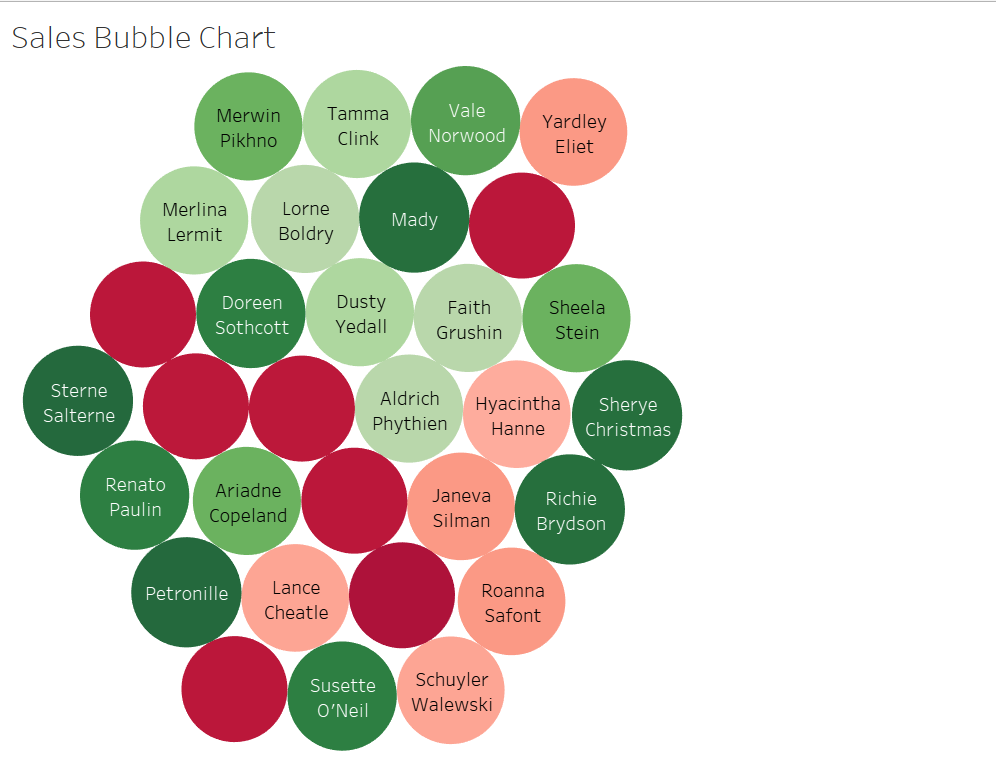 Sales Bubble Chart
Merwin
Pikhno
Tamma
Clink
Vale
Norwood
Yardley
Eliet
Merlina
Lermit
Lorne
Boldry
Mady
Doreen
Sothcott
Dusty
Yedall
Faith
Grushin
Sheela
Stein
Sterne
Salterne
Aldrich
Phythien
Hyacintha
Hanne
Sherye
Christmas
Renato
Paulin
Ariadne
Copeland
Janeva
Silman
Richie
Brydson
Petronille
Lance
Cheatle
Roanna
Safont
Susette
O'Neil
Schuyler
Walewski